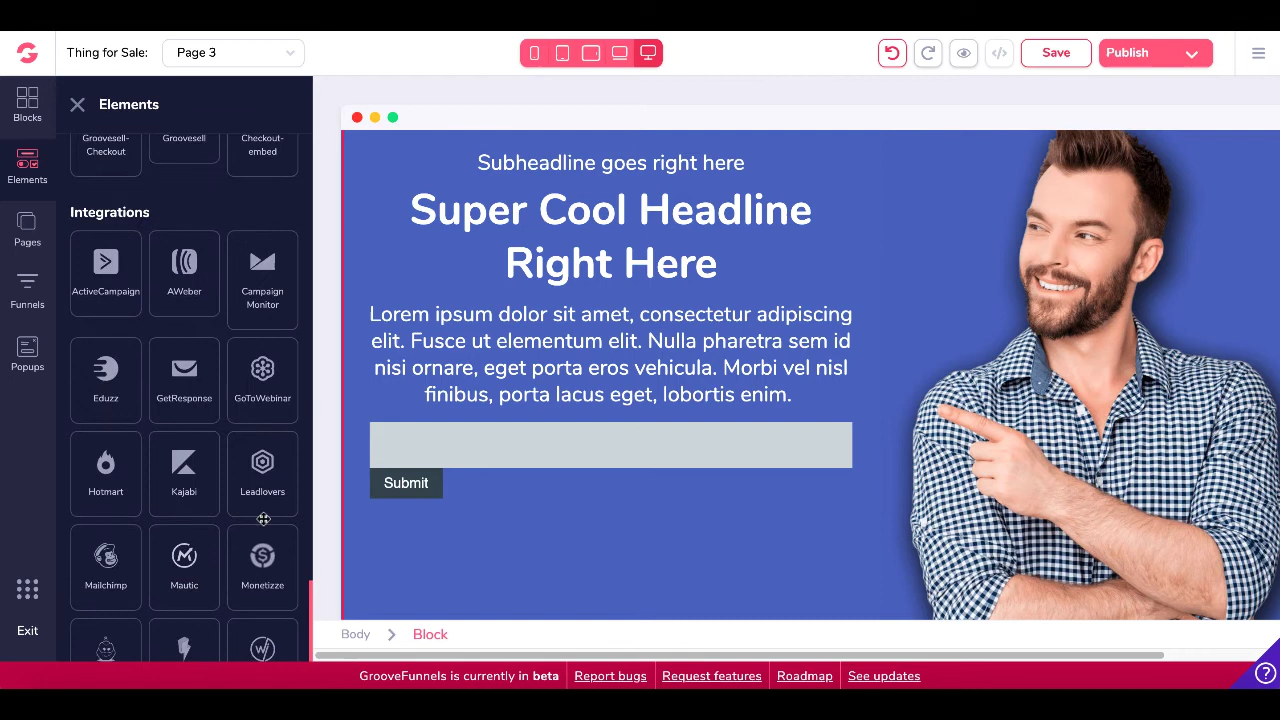 Thing for Sale:
Page 3
Save
Publish
Blocks
Elements
Pages
Funnels
Popups
Exit
Elements
Groovesell-
Checkout
Groovesell
Checkout-
embed
Integrations
ActiveCampaign
AWeber
Campaign
Monitor
Eduzz
GetResponse
GoToWebinar
Hotmart
Kajabi
Leadlovers
Mailchimp
Mautic
Monetizze
Subheadline goes right here
Super Cool Headline
Right Here
Lorem ipsum dolor sit amet, consectetur adipiscing
elit. Fusce ut elementum elit. Nulla pharetra sem id
nisi ornare, eget porta eros vehicula. Morbi vel nisl
finibus, porta lacus eget, lobortis enim.
Submit
Body
Block
GrooveFunnels is currently in beta
Report bugs
Request features
Roadmap
See updates
?